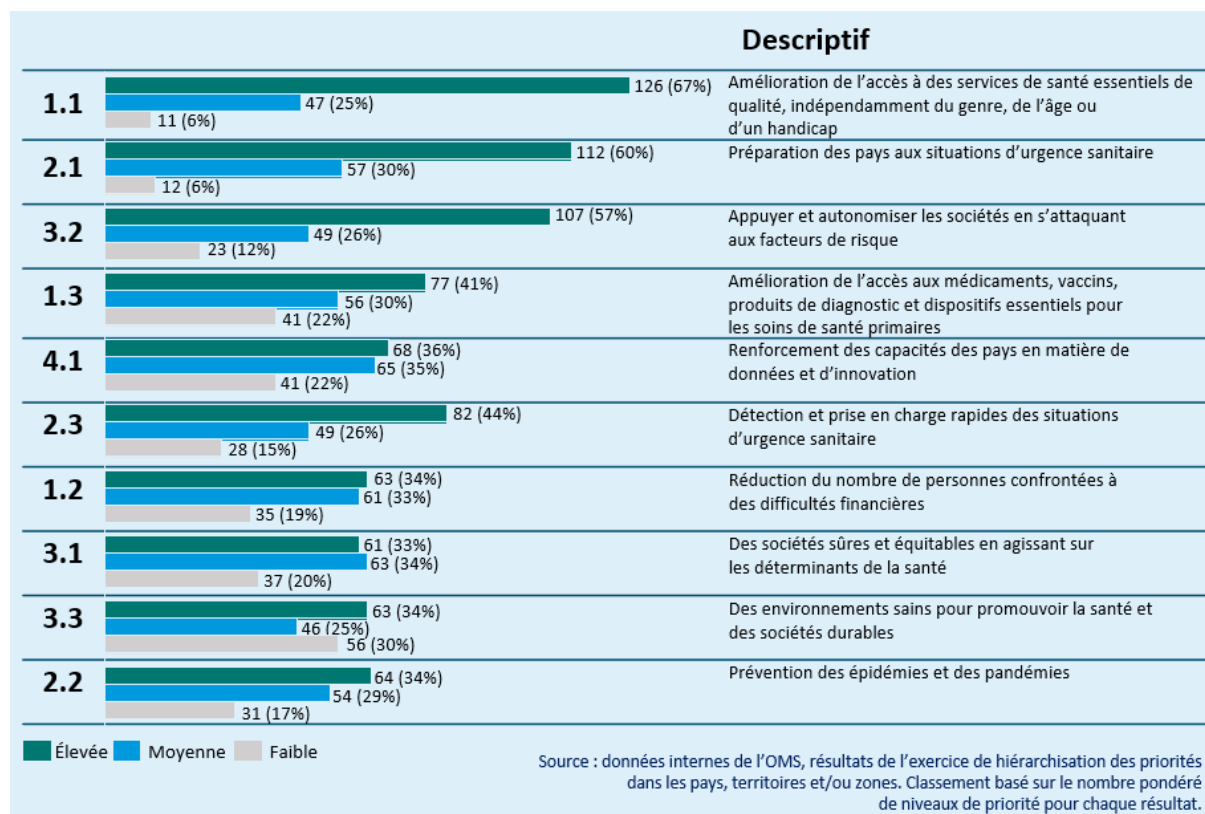 Descriptif
1.1
126 (67%)
47 (25%)
11 (6%)
Amélioration de l’accès à des services de santé essentiels de
qualité, indépendamment du genre, de l’âge ou
d’un handicap
2.1
112 (60%)
57 (30%)
12 (6%)
Préparation des pays aux situations d’urgence sanitaire
3.2
107 (57%)
49 (26%)
23 (12%)
Appuyer et autonomiser les sociétés en s’attaquant
aux facteurs de risque
1.3
77 (41%)
56 (30%)
41 (22%)
Amélioration de l’accès aux médicaments, vaccins,
produits de diagnostic et dispositifs essentiels pour
les soins de santé primaires
4.1
68 (36%)
65 (35%)
41 (22%)
Renforcement des capacités des pays en matière de
données et d’innovation
2.3
82 (44%)
49 (26%)
28 (15%)
Détection et prise en charge rapides des situations
d’urgence sanitaire
1.2
63 (34%)
61 (33%)
35 (19%)
Réduction du nombre de personnes confrontées à
des difficultés financières
3.1
61 (33%)
63 (34%)
37 (20%)
Des sociétés sûres et équitables en agissant sur
les déterminants de la santé
3.3
63 (34%)
46 (25%)
56 (30%)
Des environnements sains pour promouvoir la santé et
des sociétés durables
2.2
64 (34%)
54 (29%)
31 (17%)
Prévention des épidémies et des pandémies
Élevée Moyenne Faible
Source : données internes de l’OMS, résultats de l’exercice de hiérarchisation des priorités
dans les pays, territoires et/ou zones. Classement basé sur le nombre pondéré
de niveaux de priorité pour chaque résultat.